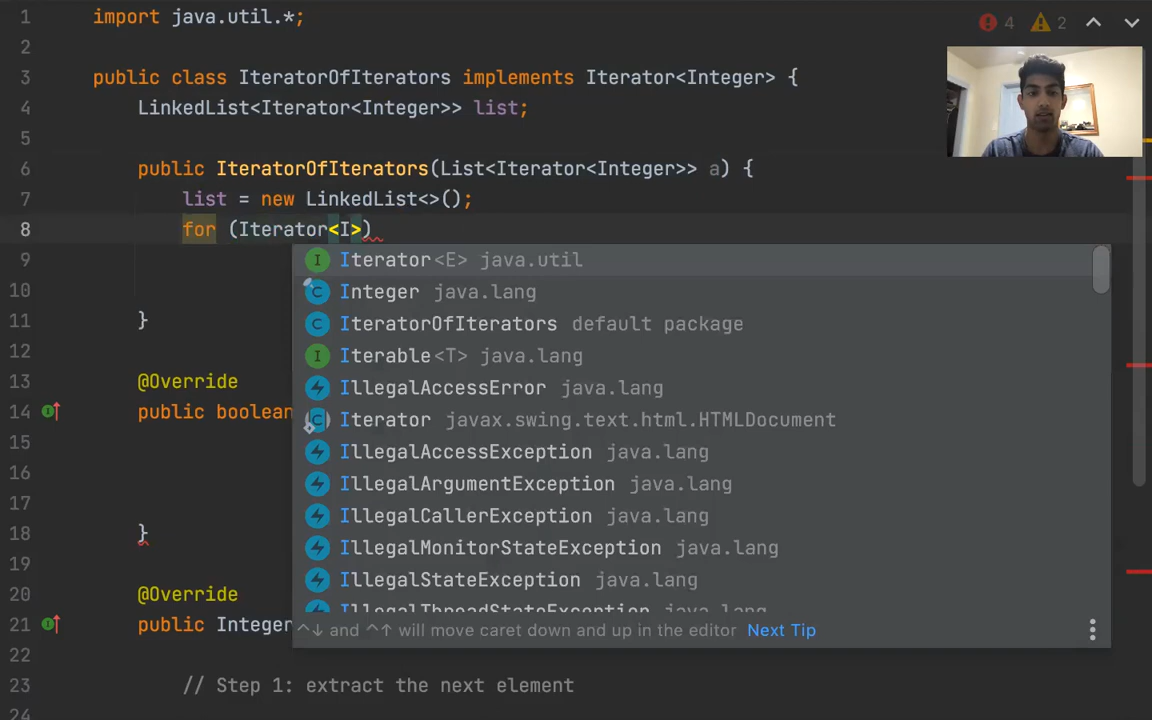 1 import java.util.*;
4 2
2
3 public class IteratorOfIterators implements Iterator<Integer> {
4 LinkedList<Iterator<Integer>> list;
5
6 public IteratorOfIterators(List<Iterator<Integer>> a) {
7 list = new LinkedList<>();
8 for (Iterator<I>)
9 Iterator<E> java.util
10 Integer java.lang
11 } IteratorOfIterators default package
12 Iterable<T> java.lang
13 @Override IllegalAccessError java.lang
14 public boolean Iterator javax.swing.text.html.HTMLDocument
15 IllegalAccessException java.lang
16 IllegalArgumentException java.lang
17 IllegalCallerException java.lang
18 } IllegalMonitorStateException java.lang
19 IllegalStateException java.lang
20 @Override IllegalThreadStateException java.lang
21 public Integer ^↓ and ^↑ will move caret down and up in the editor Next Tip
22
23 // Step 1: extract the next element
24